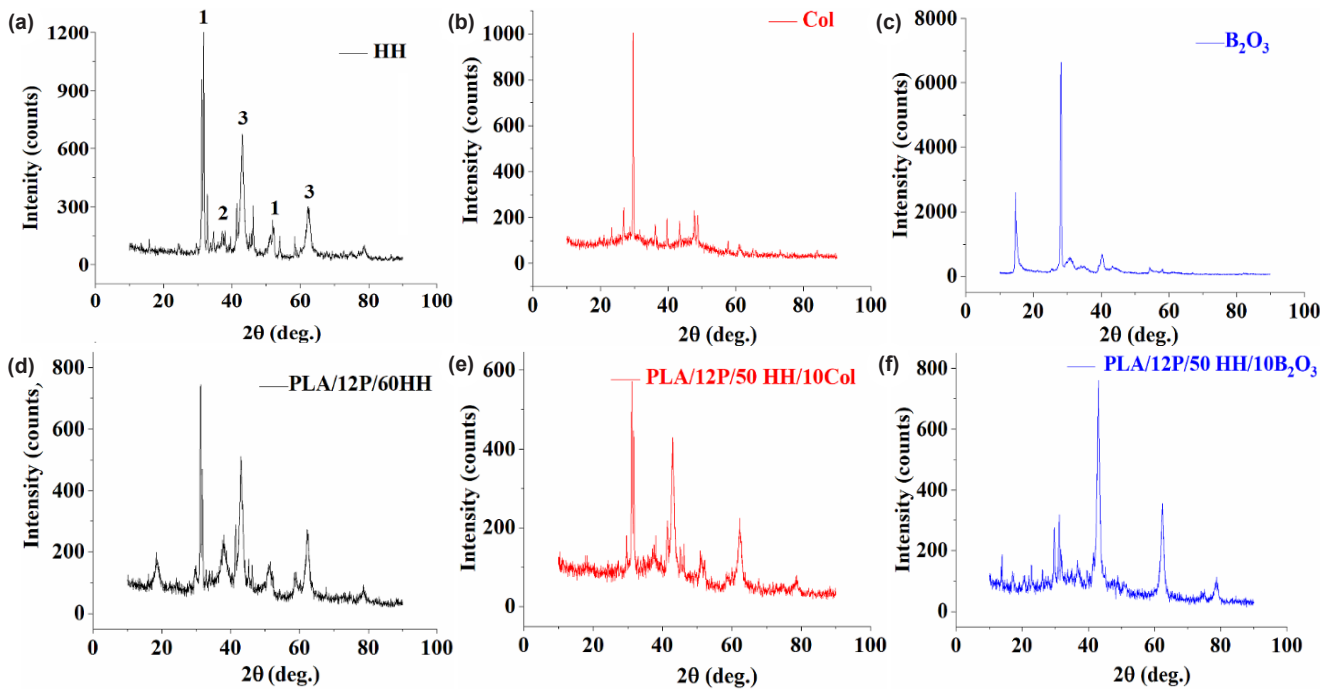 (a)
1
HH
3
2
1
3
1200
900
600
300
0
Intenity (counts)
0 20 40 60 80 100
2θ (deg.)
(b)
Col
1000
800
600
400
200
0
Intensity (counts)
0 20 40 60 80 100
2θ (deg.)
(c)
B₂O₃
8000
6000
4000
2000
0
Intensity (counts)
0 20 40 60 80 100
2θ (deg.)
(d)
PLA/12P/60HH
800
600
400
200
0
Intensity (counts,
0 20 40 60 80 100
2θ (deg.)
(e)
PLA/12P/50 HH/10Col
600
400
200
0
Intensity (counts)
0 20 40 60 80 100
2θ (deg.)
(f)
PLA/12P/50 HH/10B₂O₃
800
600
400
200
0
Intensity (counts)
0 20 40 60 80 100
2θ (deg.)